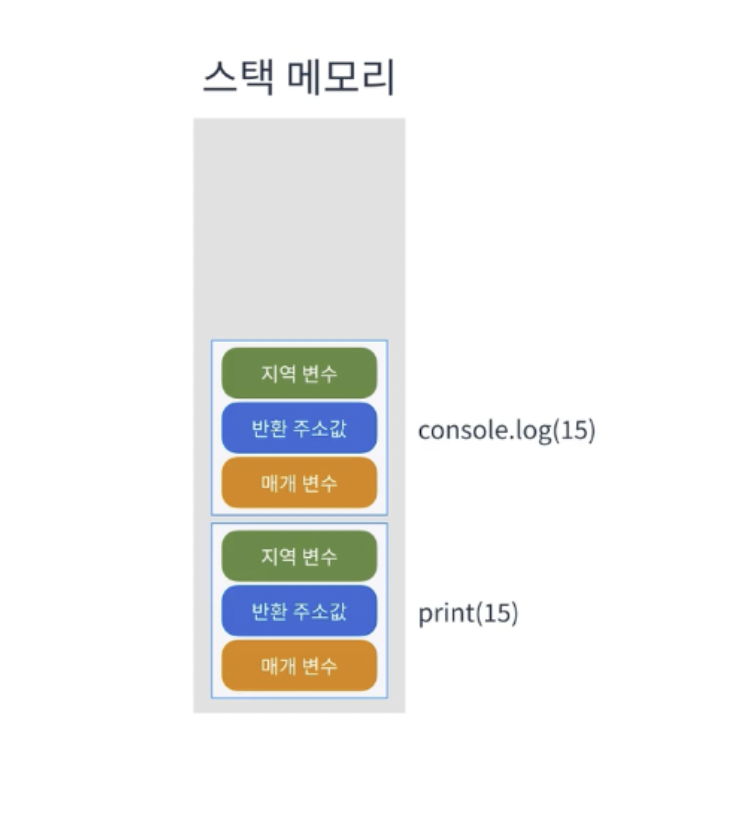 스택 메모리
지역 변수
반환 주소값
console.log(15)
매개 변수
지역 변수
반환 주소값
print(15)
매개 변수